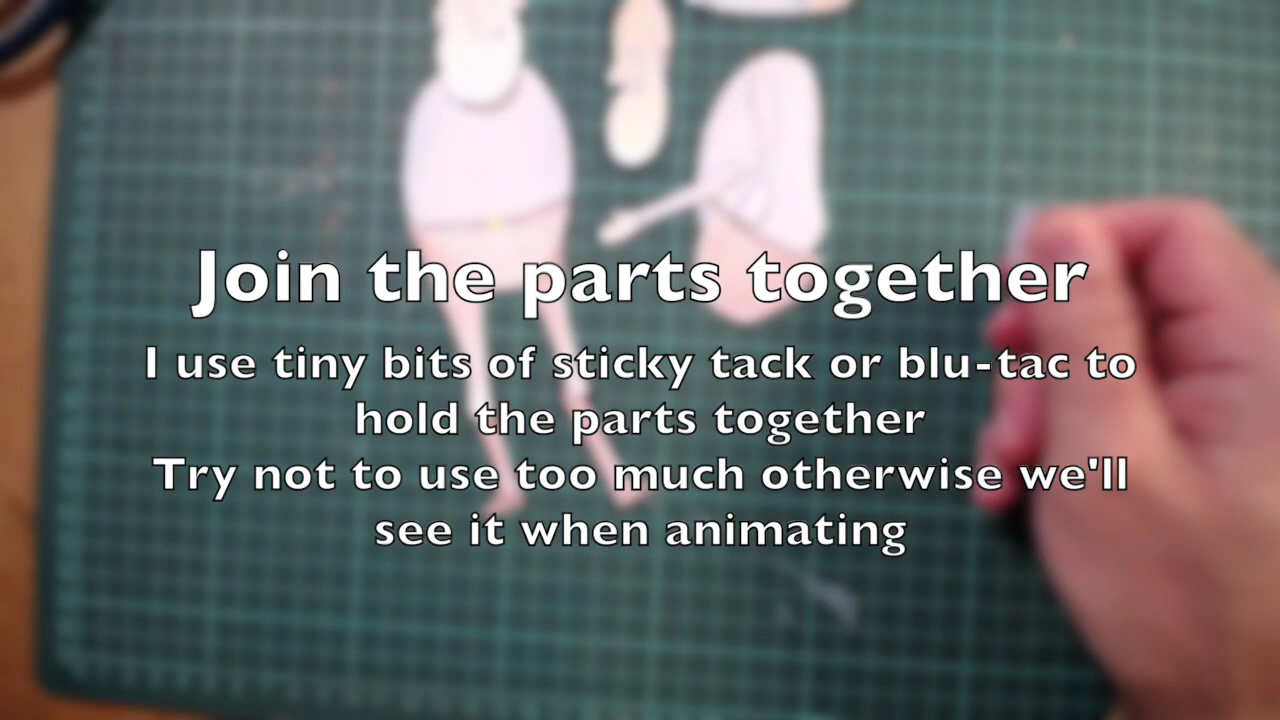 Join the parts together
I use tiny bits of sticky tack or blu-tac to
hold the parts together
Try not to use too much otherwise we'll
see it when animating